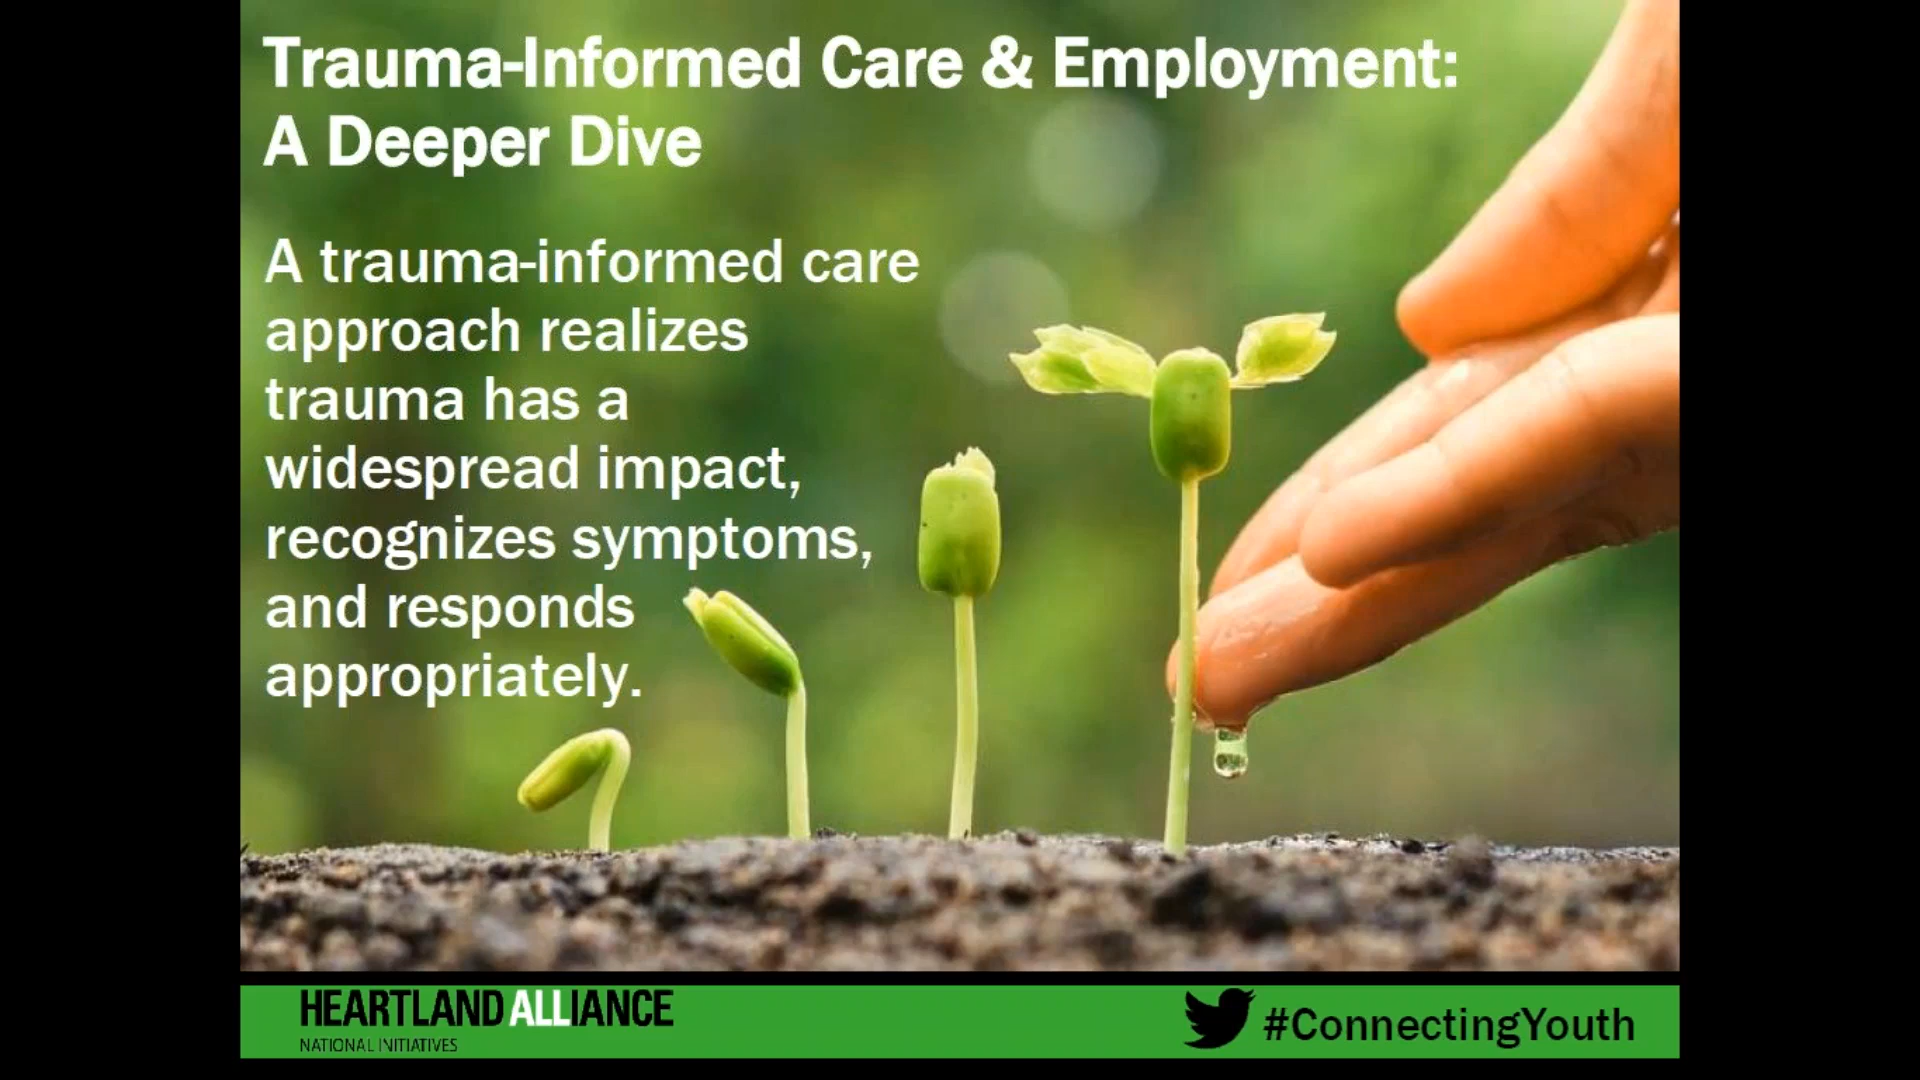 Trauma-Informed Care & Employment:
A Deeper Dive
A trauma-informed care
approach realizes
trauma has a
widespread impact,
recognizes symptoms,
and responds
appropriately.
HEARTLAND ALLIANCE
NATIONAL INITIATIVES
#ConnectingYouth